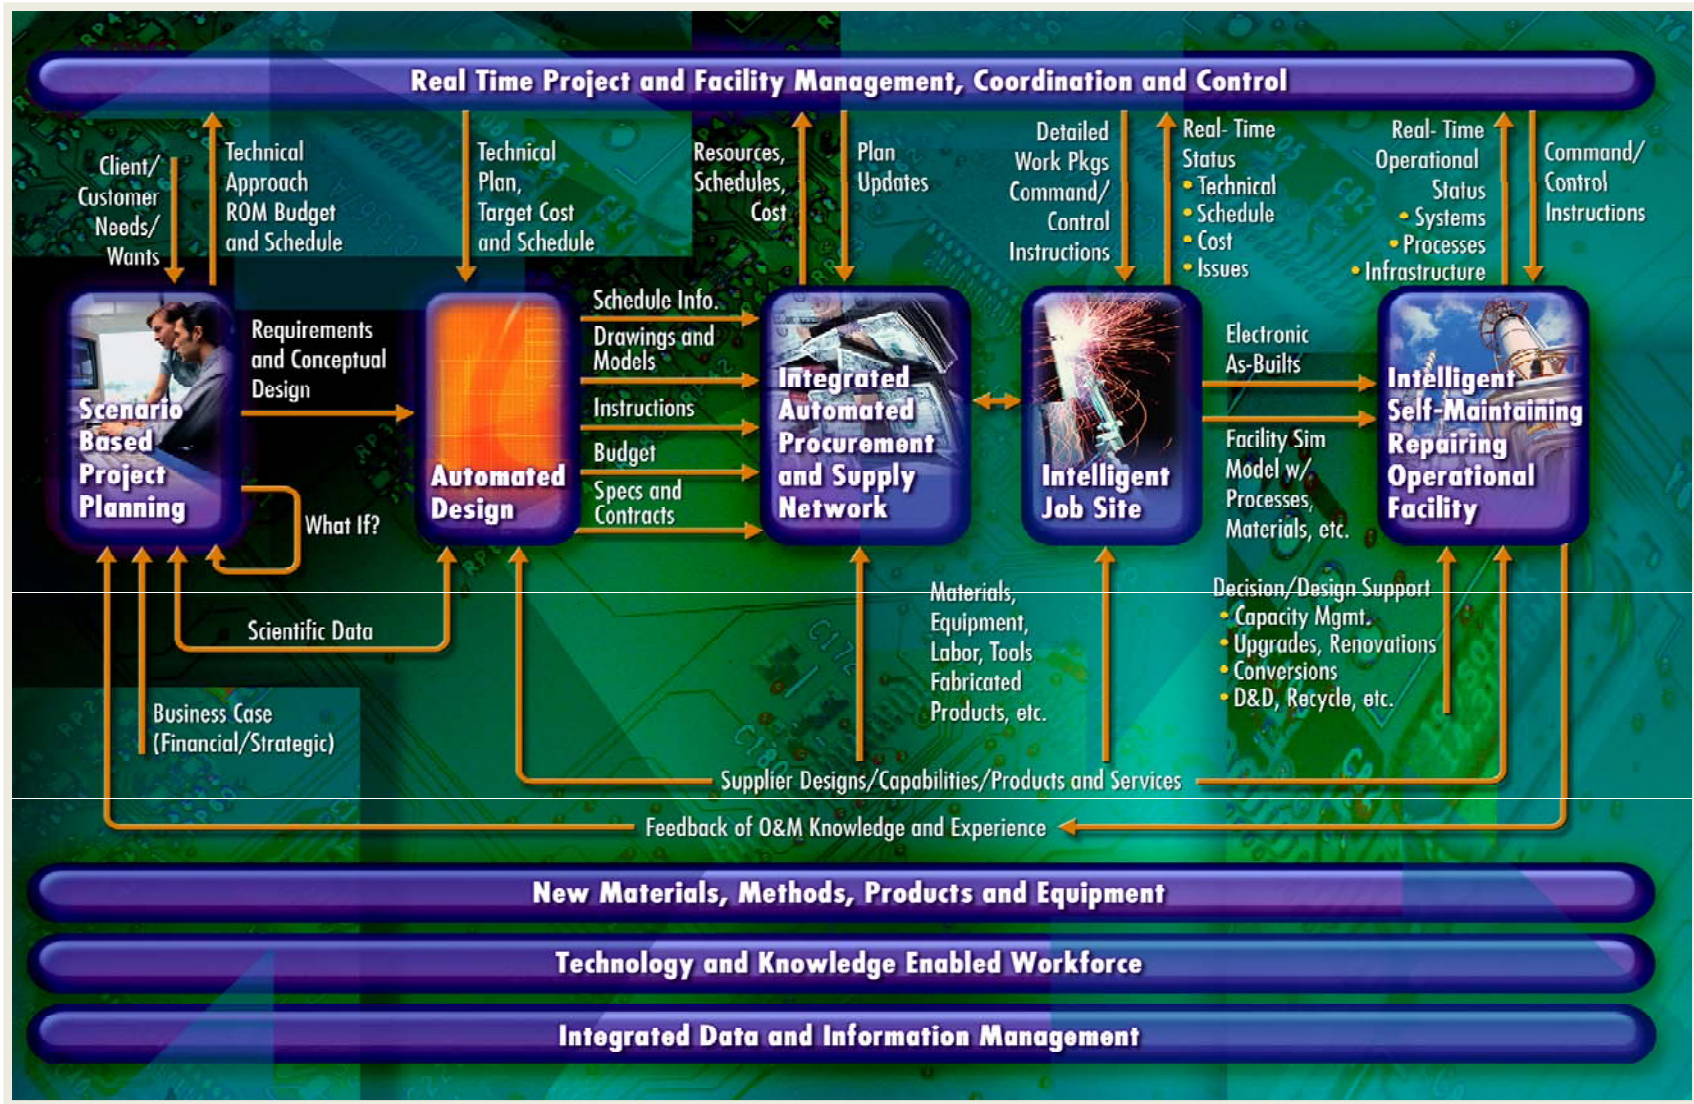 Real Time Project and Facility Management, Coordination and Control
Client/
Customer
Needs/
Wants
Technical
Approach
ROM Budget
and Schedule
Technical
Plan,
Target Cost
and Schedule
Resources,
Schedules,
Cost
Plan
Updates
Detailed
Work Pkgs
Command/
Control
Instructions
Real- Time
Status
• Technical
• Schedule
• Cost
• Issues
Real- Time
Operational
Status
• Systems
• Processes
• Infrastructure
Command/
Control
Instructions
Scenario
Based
Project
Planning
Requirements
and Conceptual
Design
What If?
Automated
Design
Schedule Info.
Drawings and
Models
Instructions
Budget
Specs and
Contracts
Integrated
Automated
Procurement
and Supply
Network
Intelligent
Job Site
Electronic
As-Builts
Facility Sim
Model w/
Processes,
Materials, etc.
Intelligent
Self-Maintaining
Repairing
Operational
Facility
Scientific Data
Business Case
(Financial/Strategic)
Materials,
Equipment,
Labor, Tools
Fabricated
Products, etc.
Decision/Design Support
• Capacity Mgmt.
• Upgrades, Renovations
• Conversions
• D&D, Recycle, etc.
Supplier Designs/Capabilities/Products and Services
Feedback of O&M Knowledge and Experience
New Materials, Methods, Products and Equipment
Technology and Knowledge Enabled Workforce
Integrated Data and Information Management